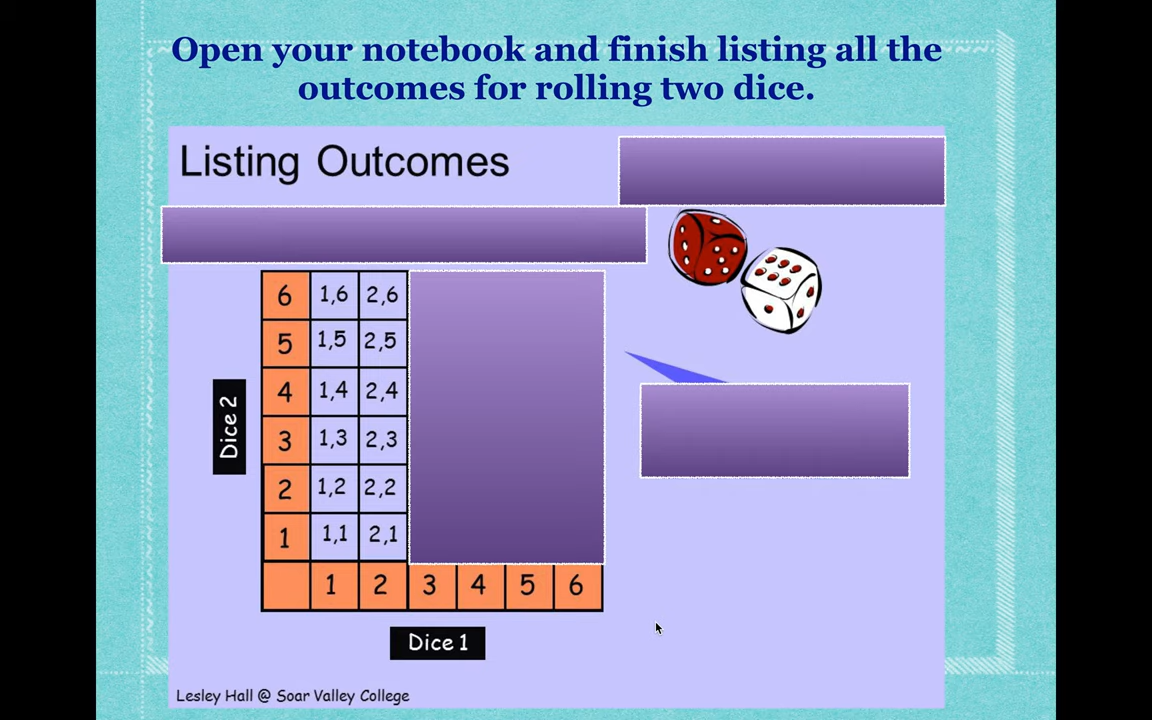 Open your notebook and finish listing all the
outcomes for rolling two dice.
Listing Outcomes
6 1,6 2,6
5 1,5 2,5
4 1,4 2,4
3 1,3 2,3
2 1,2 2,2
1 1,1 2,1
1 2 3 4 5 6
Dice 2
Dice 1
Lesley Hall @ Soar Valley College